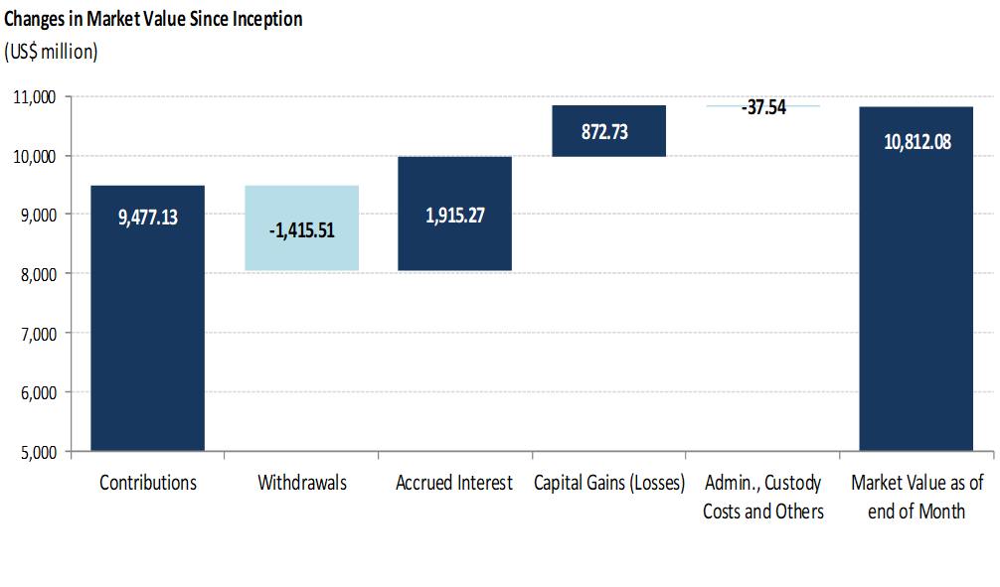 Changes in Market Value Since Inception
(US$ million)
11,000
10,000
9,000
8,000
7,000
6,000
5,000
9,477.13
-1,415.51
1,915.27
872.73
-37.54
10,812.08
Contributions
Withdrawals
Accrued Interest
Capital Gains (Losses)
Admin., Custody
Costs and Others
Market Value as of
end of Month